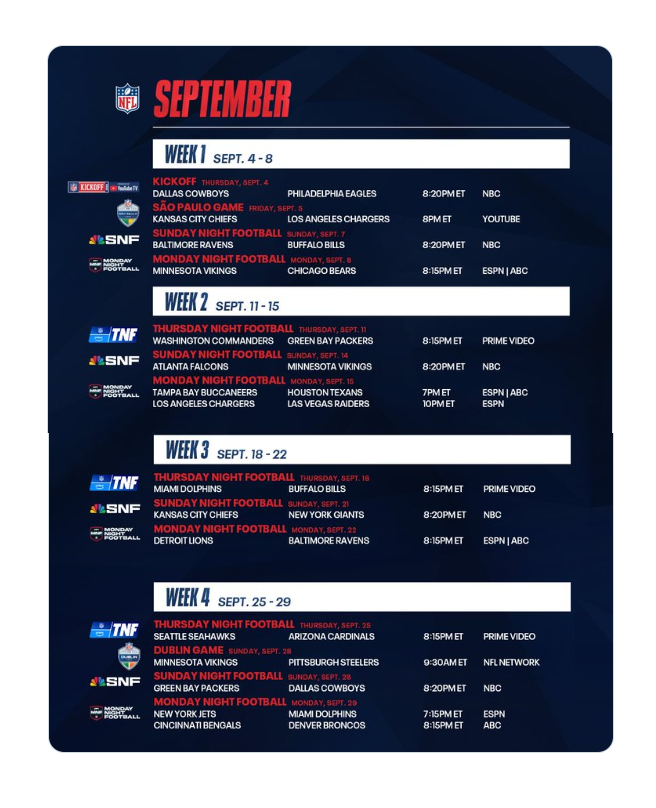 NFL SEPTEMBER
WEEK 1 SEPT. 4 - 8
KICKOFF THURSDAY, SEPT. 4
NFL KICKOFF YouTube TV DALLAS COWBOYS PHILADELPHIA EAGLES 8:20PM ET NBC
SÃO PAULO GAME FRIDAY, SEPT. 5
KANSAS CITY CHIEFS LOS ANGELES CHARGERS 8PM ET YOUTUBE
SNF SUNDAY NIGHT FOOTBALL SUNDAY, SEPT. 7
BALTIMORE RAVENS BUFFALO BILLS 8:20PM ET NBC
MONDAY NIGHT FOOTBALL MONDAY NIGHT FOOTBALL MONDAY, SEPT. 8
MINNESOTA VIKINGS CHICAGO BEARS 8:15PM ET ESPN | ABC
WEEK 2 SEPT. 11 - 15
TNF THURSDAY NIGHT FOOTBALL THURSDAY, SEPT. 11
WASHINGTON COMMANDERS GREEN BAY PACKERS 8:15PM ET PRIME VIDEO
SNF SUNDAY NIGHT FOOTBALL SUNDAY, SEPT. 14
ATLANTA FALCONS MINNESOTA VIKINGS 8:20PM ET NBC
MONDAY NIGHT FOOTBALL MONDAY NIGHT FOOTBALL MONDAY, SEPT. 15
TAMPA BAY BUCCANEERS HOUSTON TEXANS 7PM ET ESPN | ABC
LOS ANGELES CHARGERS LAS VEGAS RAIDERS 10PM ET ESPN
WEEK 3 SEPT. 18 - 22
TNF THURSDAY NIGHT FOOTBALL THURSDAY, SEPT. 18
MIAMI DOLPHINS BUFFALO BILLS 8:15PM ET PRIME VIDEO
SNF SUNDAY NIGHT FOOTBALL SUNDAY, SEPT. 21
KANSAS CITY CHIEFS NEW YORK GIANTS 8:20PM ET NBC
MONDAY NIGHT FOOTBALL MONDAY NIGHT FOOTBALL MONDAY, SEPT. 22
DETROIT LIONS BALTIMORE RAVENS 8:15PM ET ESPN | ABC
WEEK 4 SEPT. 25 - 29
TNF THURSDAY NIGHT FOOTBALL THURSDAY, SEPT. 25
SEATTLE SEAHAWKS ARIZONA CARDINALS 8:15PM ET PRIME VIDEO
DUBLIN DUBLIN GAME SUNDAY, SEPT. 28
MINNESOTA VIKINGS PITTSBURGH STEELERS 9:30AM ET NFL NETWORK
SNF SUNDAY NIGHT FOOTBALL SUNDAY, SEPT. 28
GREEN BAY PACKERS DALLAS COWBOYS 8:20PM ET NBC
MONDAY NIGHT FOOTBALL MONDAY NIGHT FOOTBALL MONDAY, SEPT. 29
NEW YORK JETS MIAMI DOLPHINS 7:15PM ET ESPN
CINCINNATI BENGALS DENVER BRONCOS 8:15PM ET ABC